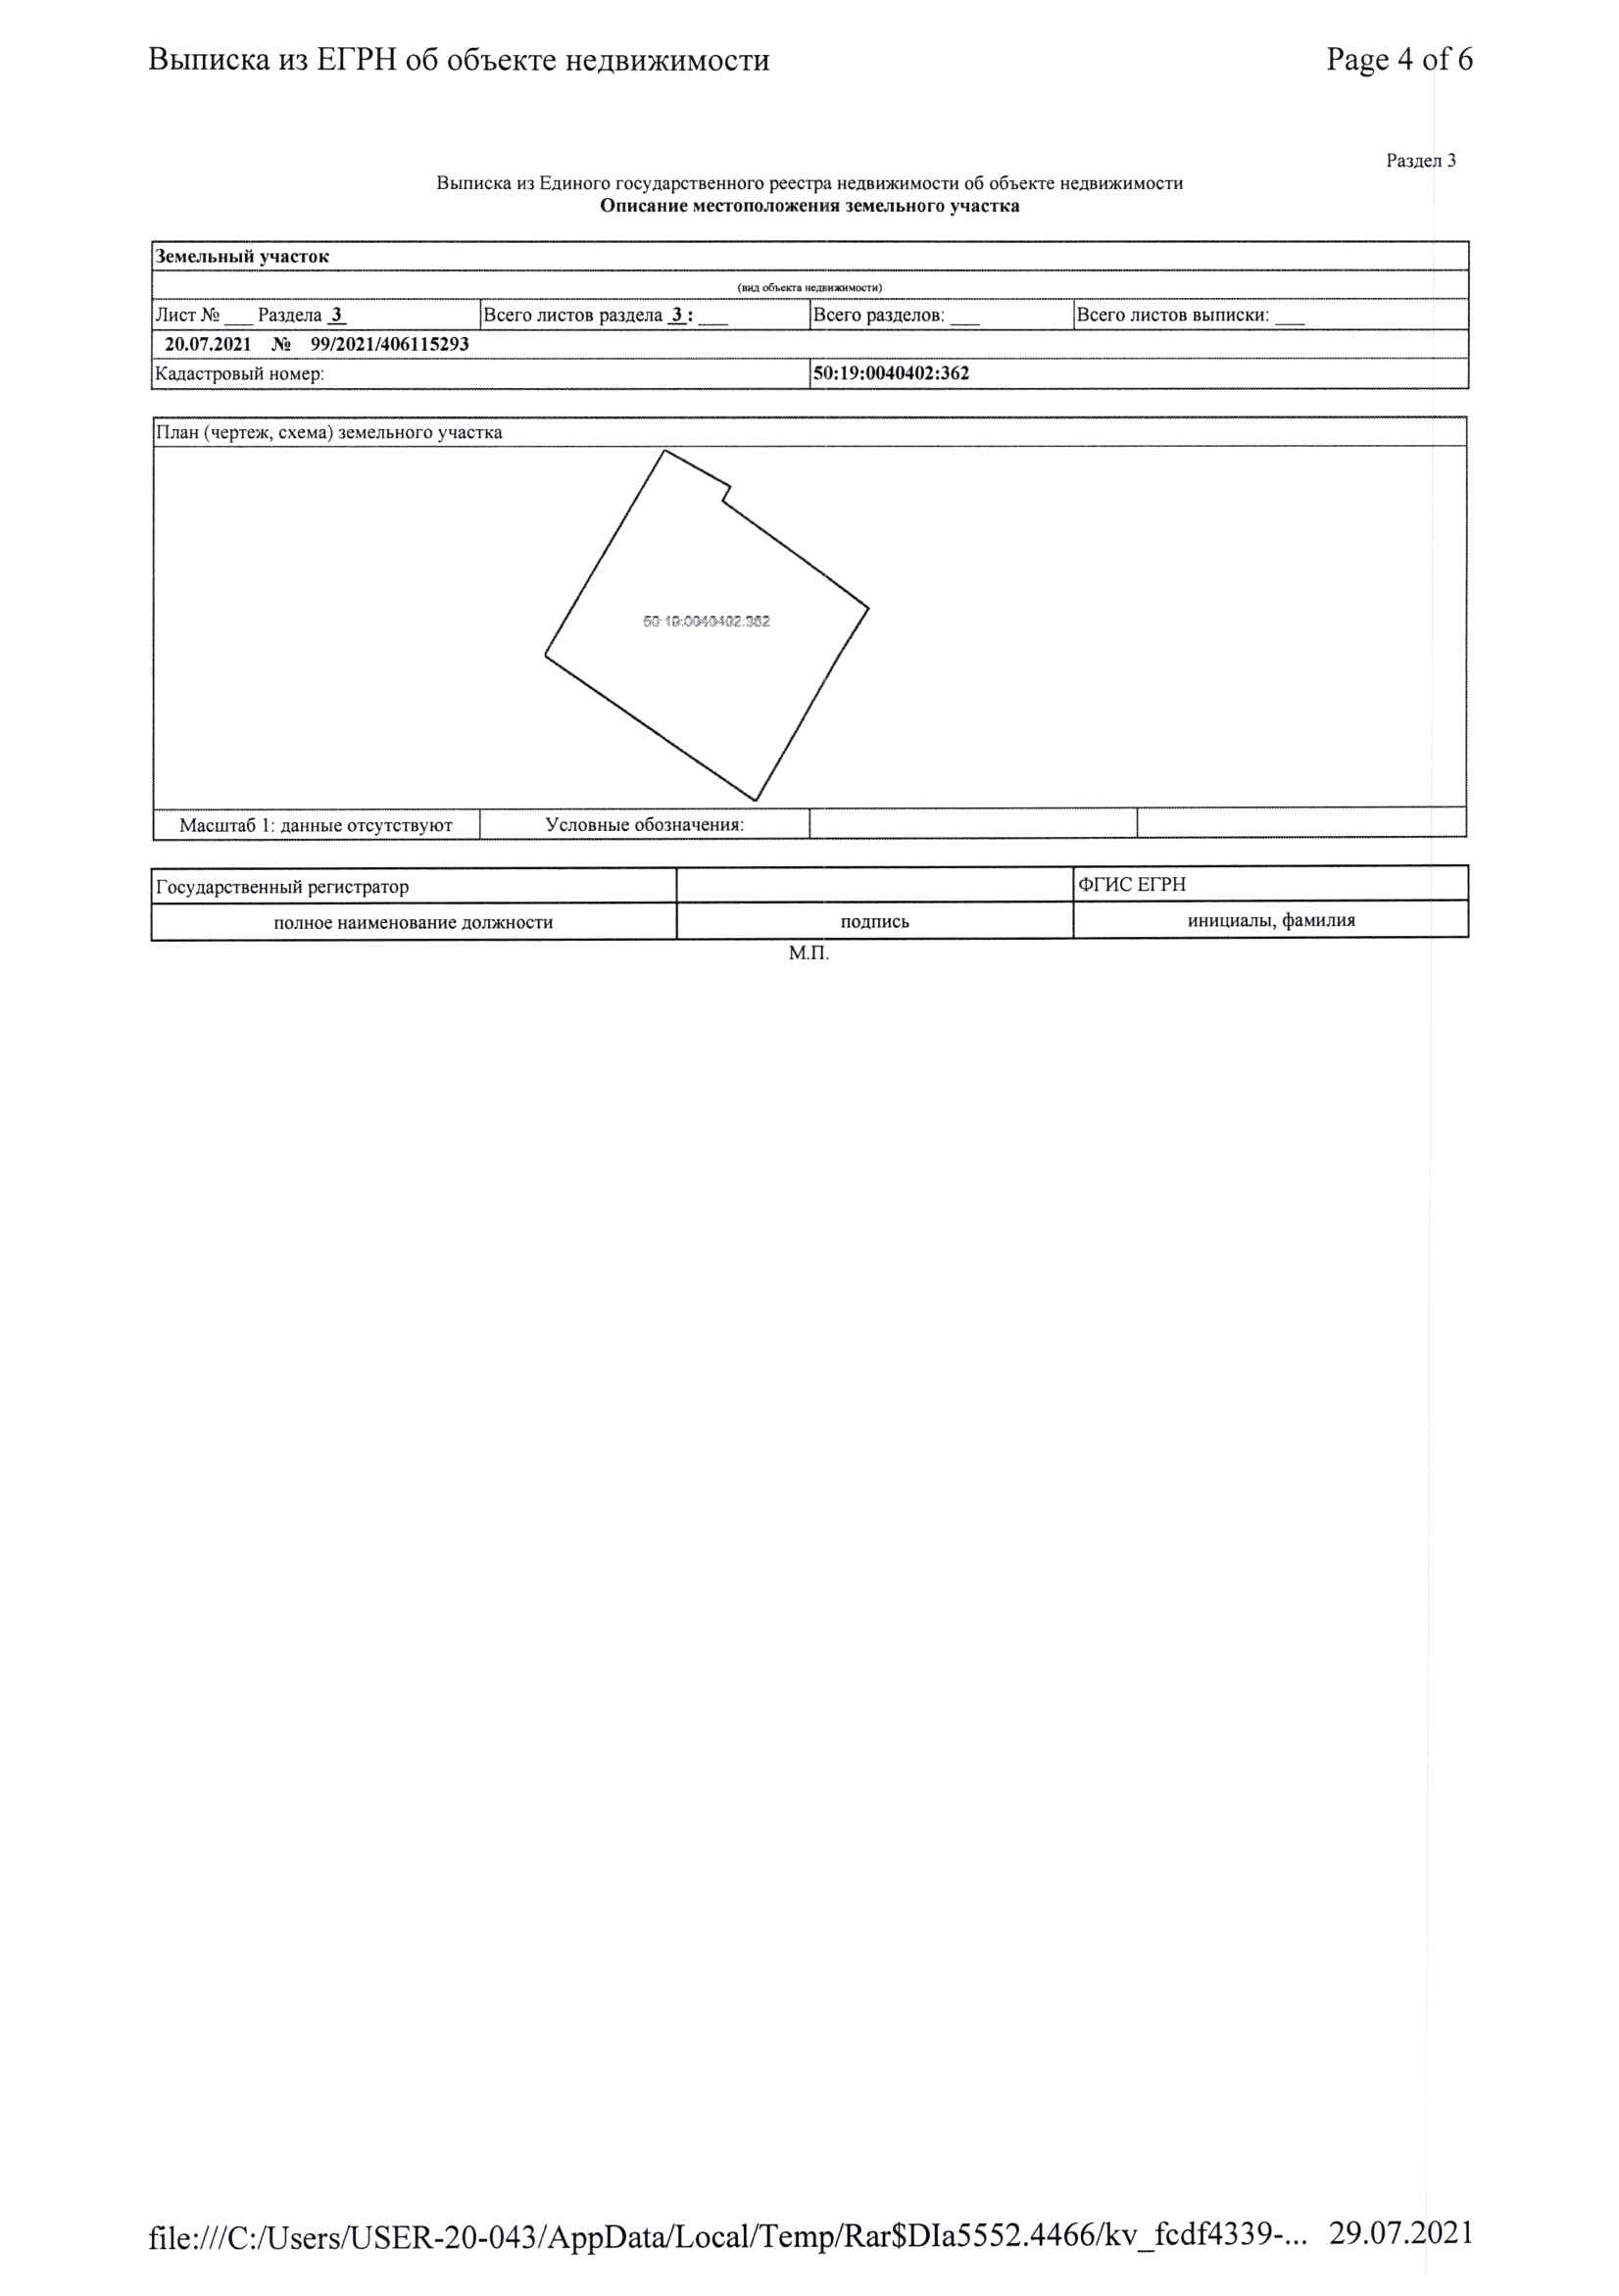 Выписка из ЕГРН об объекте недвижимости Page 4 of 6
Раздел 3
Выписка из Единого государственного реестра недвижимости об объекте недвижимости
Описание местоположения земельного участка
Земельный участок
(вид объекта недвижимости)
Лист № ___ Раздела 3 Всего листов раздела 3 : ___ Всего разделов: ___ Всего листов выписки: ___
20.07.2021 № 99/2021/406115293
Кадастровый номер: 50:19:0040402:362
План (чертеж, схема) земельного участка
50:19:0040402:362
Масштаб 1: данные отсутствуют Условные обозначения:
Государственный регистратор ФГИС ЕГРН
полное наименование должности подпись инициалы, фамилия
М.П.
file:///C:/Users/USER-20-043/AppData/Local/Temp/Rar$DIa5552.4466/kv_fcdf4339-... 29.07.2021